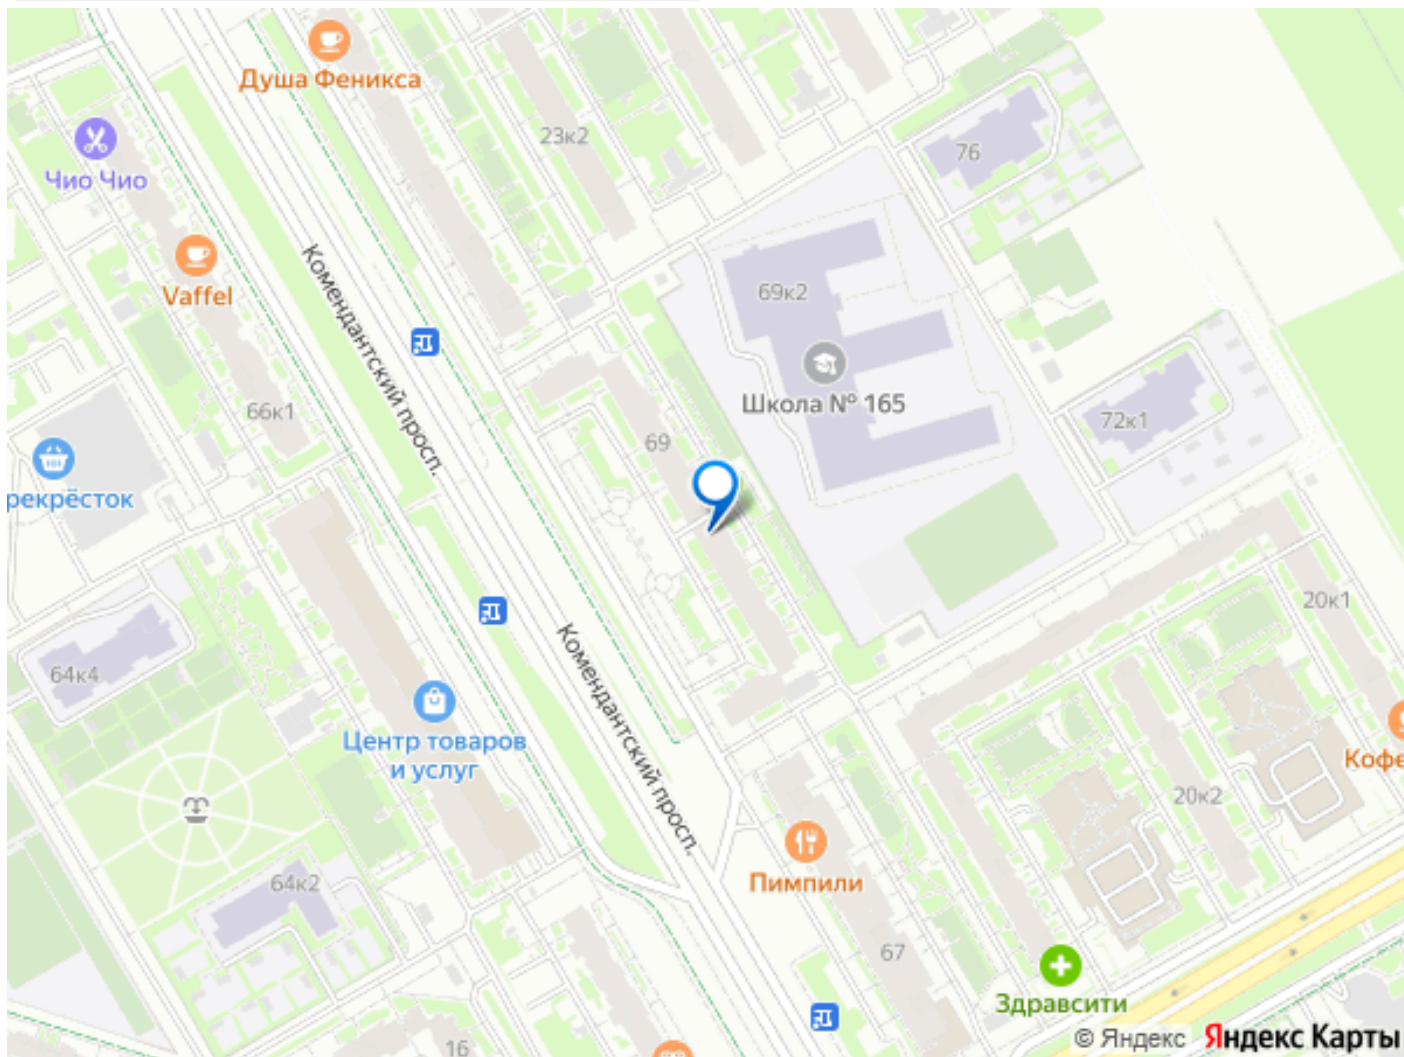 Душа Феникса
23к2
76
Чио Чио
Vaffel
69к2
Комендантский просп.
Школа № 165
66к1
72к1
69
рекрёсток
20к1
64к4
Комендантский просп.
Центр товаров
и услуг
Кофе
20к2
64к2
Пимпили
67
Здравсити
16
© Яндекс Яндекс Карты